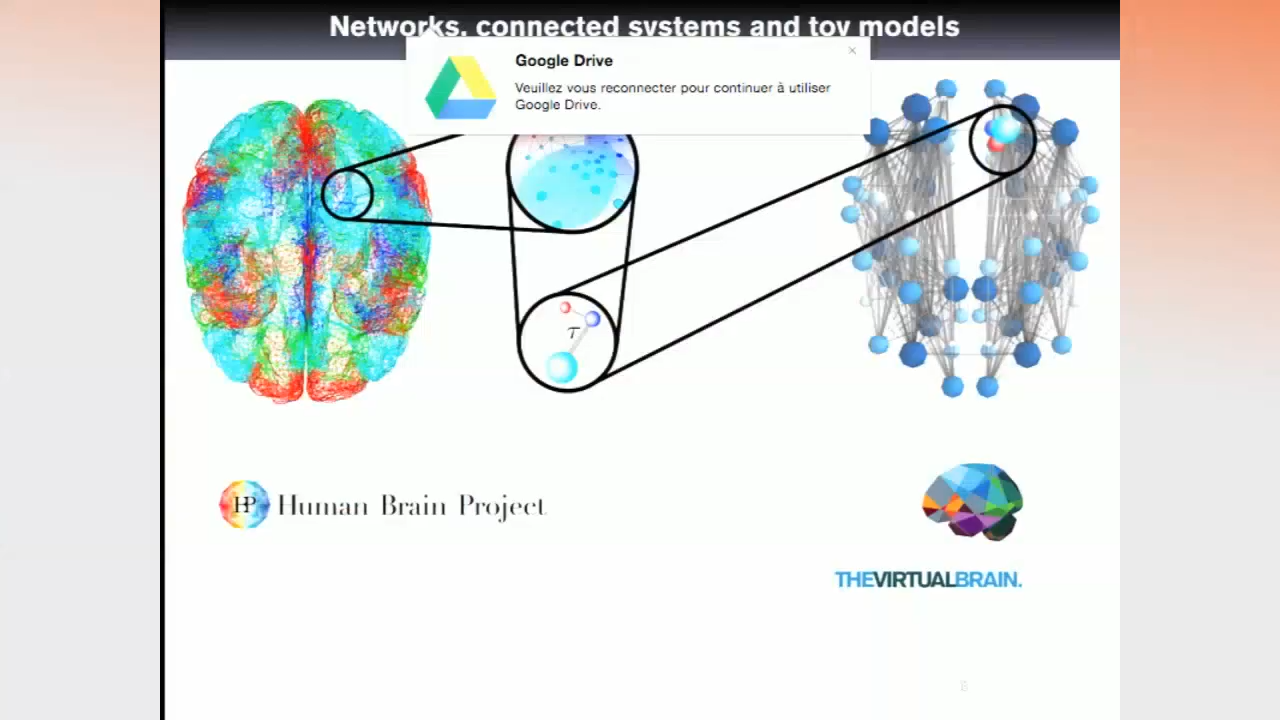 Networks, connected systems and toy models
Google Drive
Veuillez vous reconnecter pour continuer à utiliser
Google Drive.
τ
HP Human Brain Project
THEVIRTUALBRAIN.